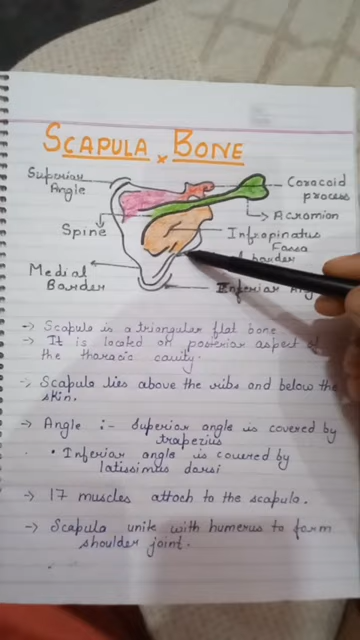 SCAPULA BONE
Superior
Angle
Coracoid
process
Acromion
Spine
Infropinatus
Fossa
Medial
Border
border
Inferior Ang
-> Scapula is a triangular flat bone
-> It is located on posterior aspect of
the thoracic cavity.
-> Scapula lies above the ribs and below the
skin.
-> Angle :- Superior angle is covered by
trapezius
• Inferior angle is covered by
latissimus dorsi
-> 17 muscles attach to the scapula.
-> Scapula unite with humerus to form
shoulder joint.